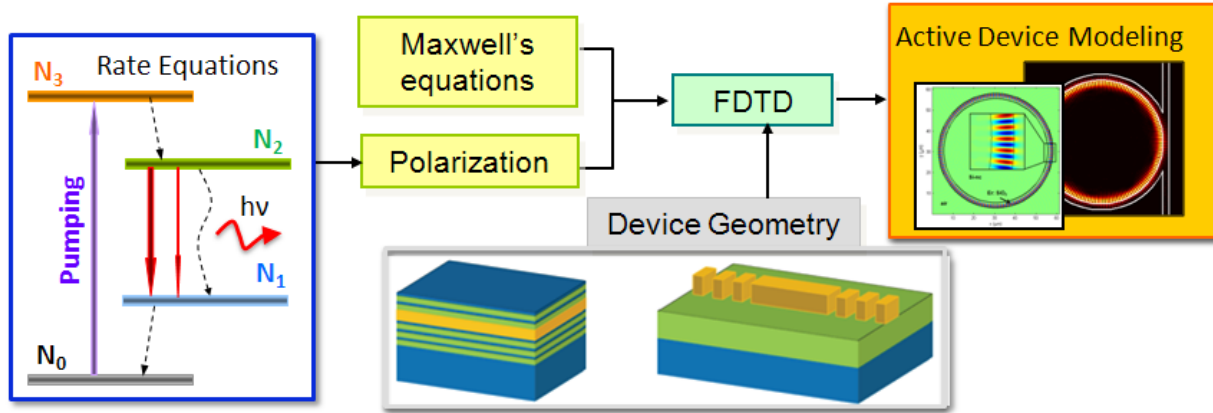 Rate Equations
N₃
N₂
hν
Pumping
N₁
N₀
Maxwell's
equations
Polarization
FDTD
Device Geometry
Active Device Modeling